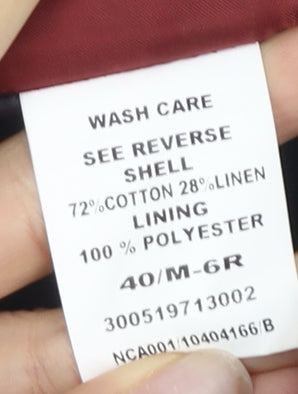 WASH CARE
SEE REVERSE
SHELL
72%COTTON 28%LINEN
LINING
100 % POLYESTER
40/M-6R
300519713002
NCA001/10404166/B